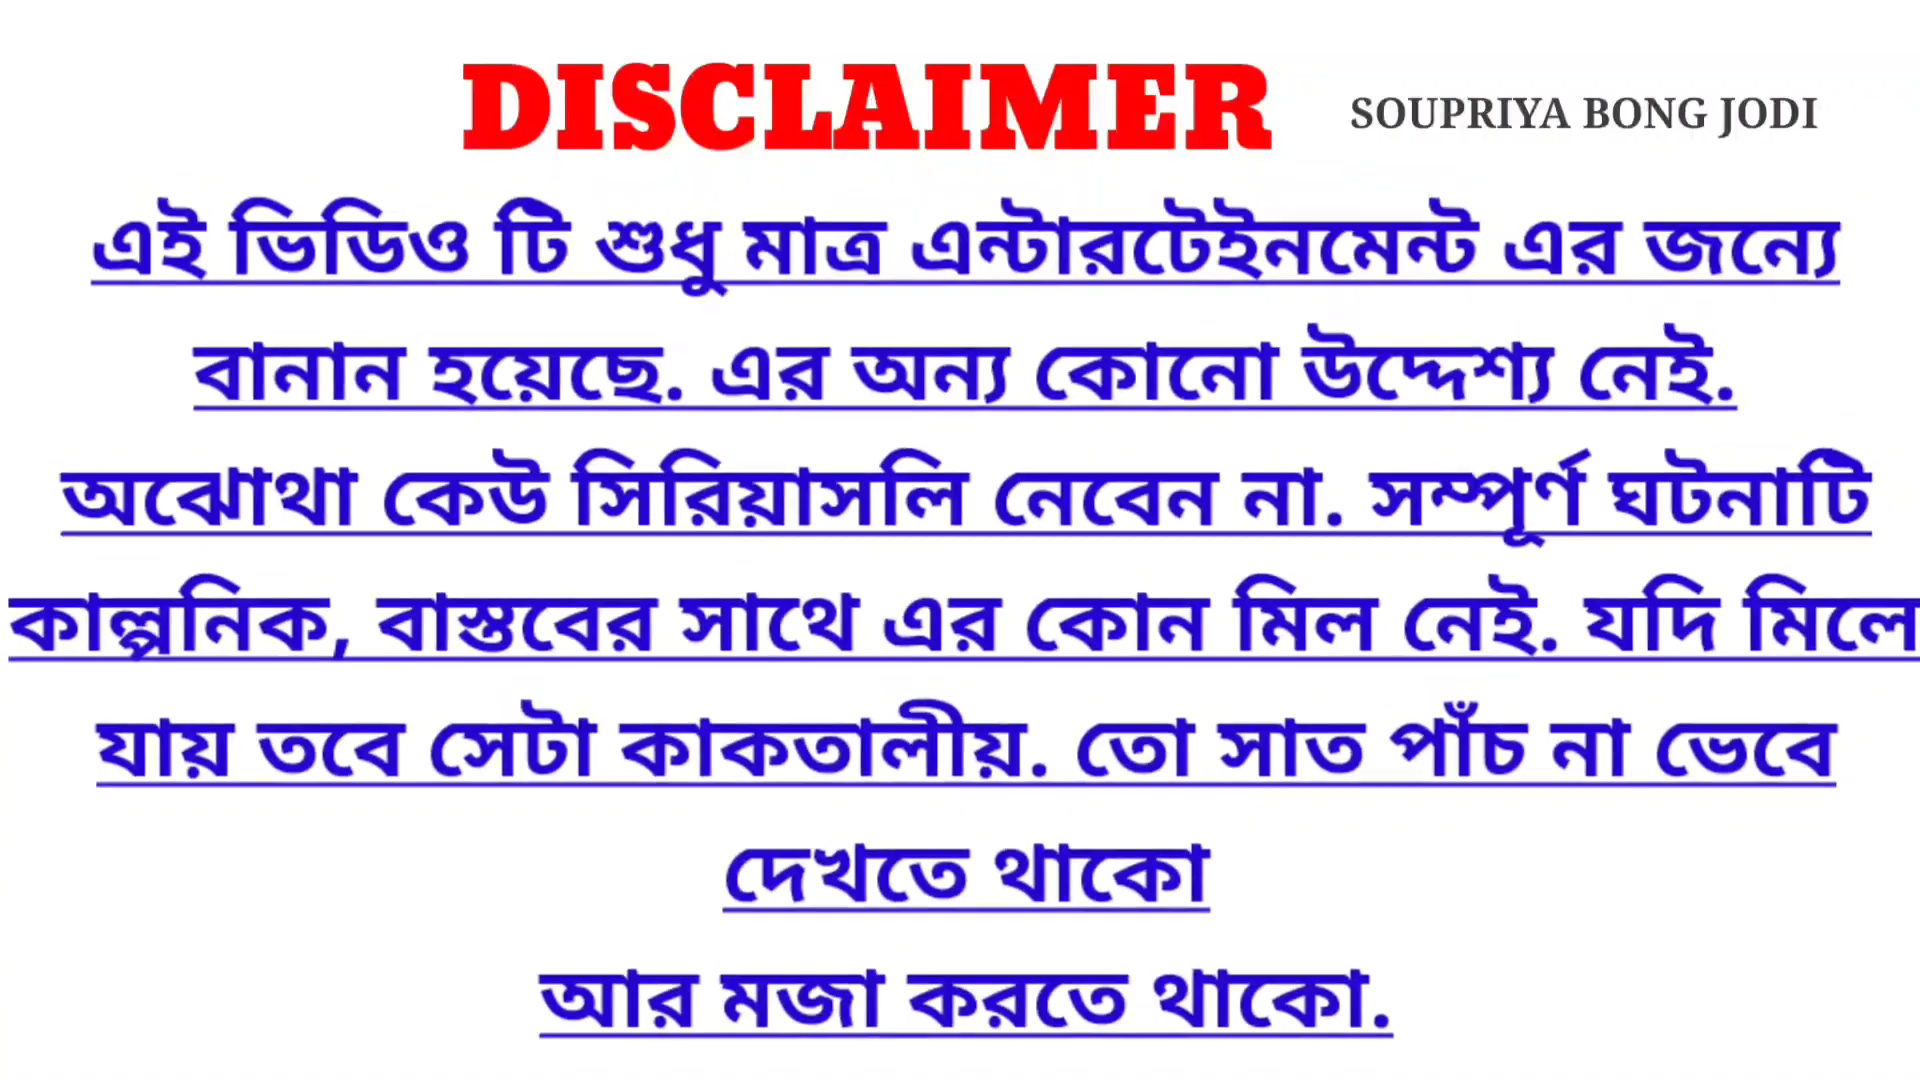 DISCLAIMER SOUPRIYA BONG JODI
এই ভিডিও টি শুধু মাত্র এন্টারটেইনমেন্ট এর জন্যে
বানান হয়েছে. এর অন্য কোনো উদ্দেশ্য নেই.
অঝোথা কেউ সিরিয়াসলি নেবেন না. সম্পূর্ণ ঘটনাটি
কাল্পনিক, বাস্তবের সাথে এর কোন মিল নেই. যদি মিলে
যায় তবে সেটা কাকতালীয়. তো সাত পাঁচ না ভেবে
দেখতে থাকো
আর মজা করতে থাকো.